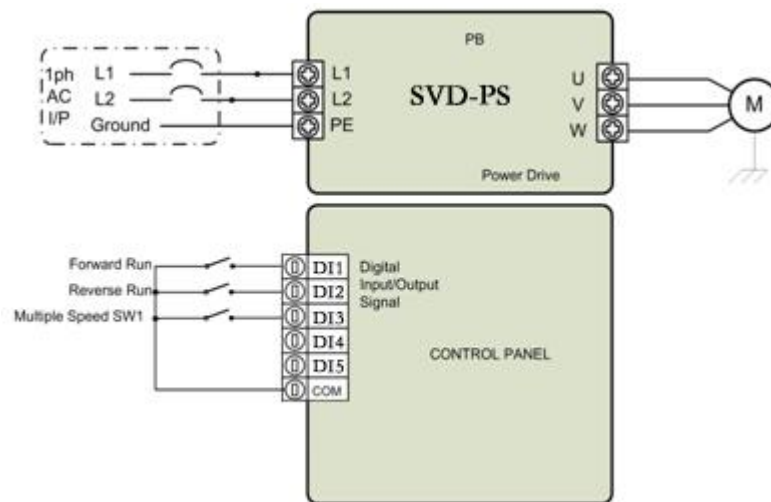 PB
1ph L1
AC L2
I/P Ground
L1
L2
PE
SVD-PS
U
V
W
M
Power Drive
Forward Run
Reverse Run
Multiple Speed SW1
DI1
DI2
DI3
DI4
DI5
COM
Digital
Input/Output
Signal
CONTROL PANEL